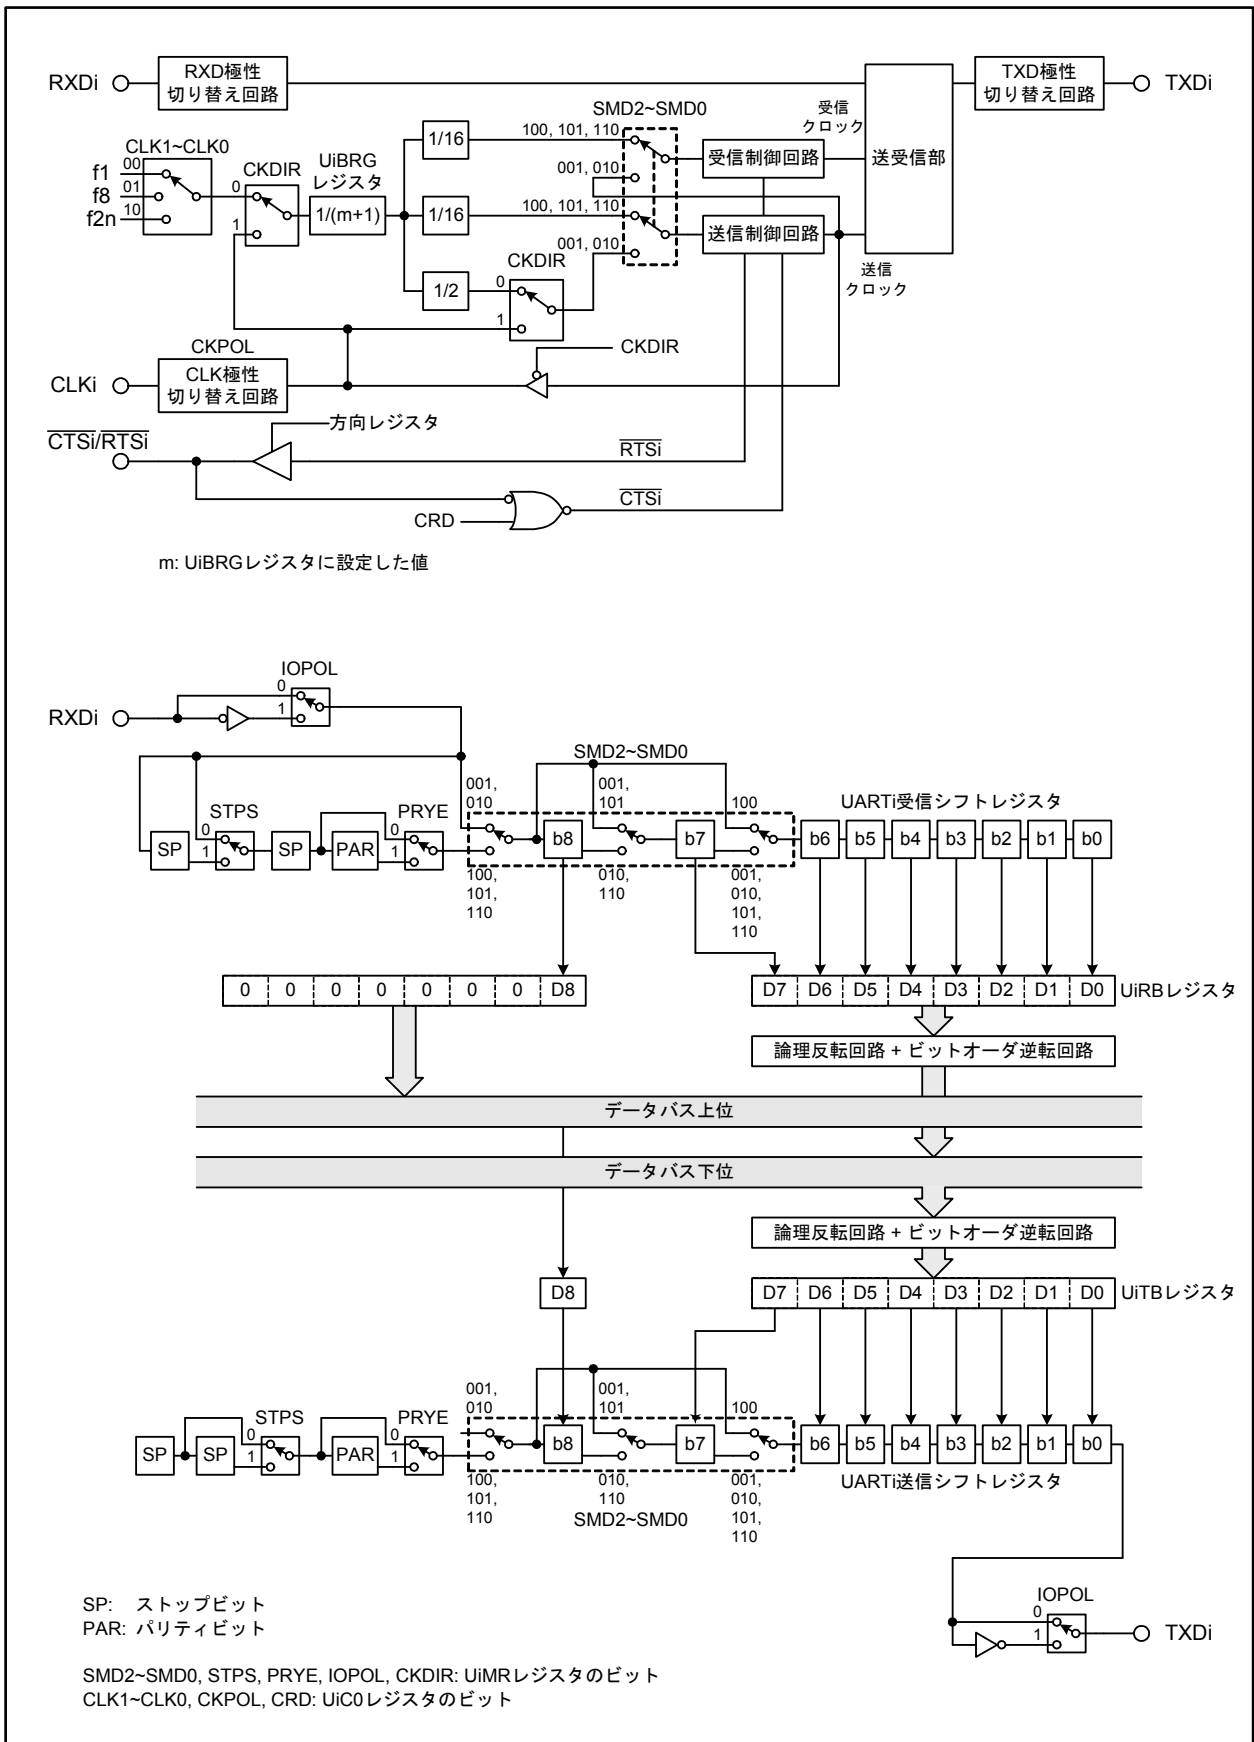 RXDi
RXD極性
切り替え回路
TXD極性
切り替え回路
TXDi
SMD2~SMD0
受信
クロック
送受信部
100, 101, 110
1/16
受信制御回路
CLK1~CLK0
f1
00
f8
01
f2n
10
CKDIR
0
1
UiBRG
レジスタ
1/(m+1)
001, 010
100, 101, 110
1/16
送信制御回路
001, 010
送信
クロック
CKDIR
1/2
0
1
CKPOL
CLKi
CLK極性
切り替え回路
CKDIR
方向レジスタ
CTSi/RTSi
RTSi
CTSi
CRD
m: UiBRGレジスタに設定した値
IOPOL
0
1
RXDi
SMD2~SMD0
001,
010
001,
101
100
UARTi受信シフトレジスタ
STPS
PRYE
SP
0
1
SP
PAR
0
1
b8
b7
b6 b5 b4 b3 b2 b1 b0
100,
101,
110
010,
110
001,
010,
101,
110
0 0 0 0 0 0 0 D8
D7 D6 D5 D4 D3 D2 D1 D0
UiRBレジスタ
論理反転回路 + ビットオーダ逆転回路
データバス上位
データバス下位
論理反転回路 + ビットオーダ逆転回路
D8
D7 D6 D5 D4 D3 D2 D1 D0
UiTBレジスタ
001,
010
001,
101
100
STPS
PRYE
SP
SP
0
1
PAR
0
1
b8
b7
b6 b5 b4 b3 b2 b1 b0
UARTi送信シフトレジスタ
100,
101,
110
010,
110
001,
010,
101,
110
SMD2~SMD0
IOPOL
0
1
TXDi
SP: ストップビット
PAR: パリティビット
SMD2~SMD0, STPS, PRYE, IOPOL, CKDIR: UiMRレジスタのビット
CLK1~CLK0, CKPOL, CRD: UiC0レジスタのビット